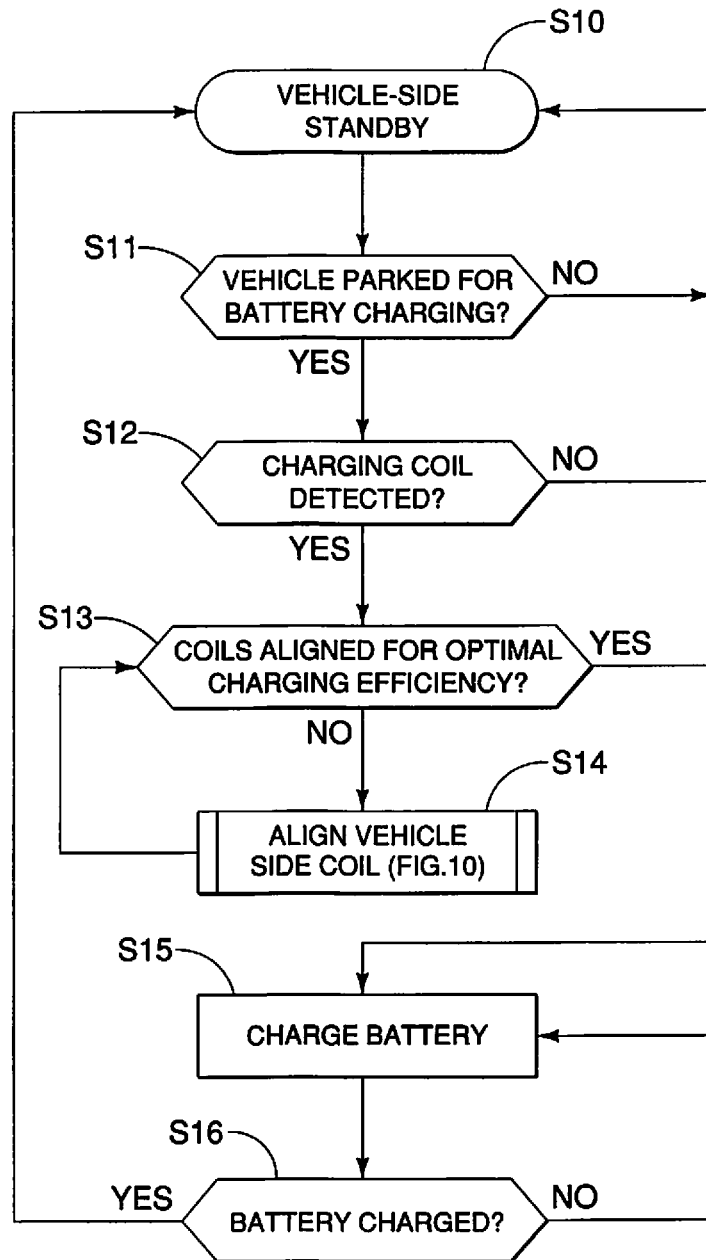 S10
VEHICLE-SIDE
STANDBY
S11
VEHICLE PARKED FOR
BATTERY CHARGING?
NO
YES
S12
CHARGING COIL
DETECTED?
NO
YES
S13
COILS ALIGNED FOR OPTIMAL
CHARGING EFFICIENCY?
YES
NO
S14
ALIGN VEHICLE
SIDE COIL (FIG.10)
S15
CHARGE BATTERY
S16
YES
BATTERY CHARGED?
NO